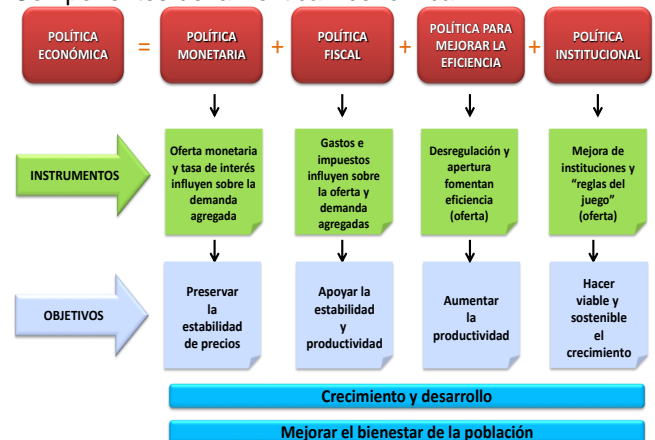 POLÍTICA
ECONÓMICA
=
POLÍTICA
MONETARIA
+
POLÍTICA
FISCAL
+
POLÍTICA PARA
MEJORAR LA
EFICIENCIA
+
POLÍTICA
INSTITUCIONAL
INSTRUMENTOS
Oferta monetaria
y tasa de interés
influyen sobre la
demanda
agregada
Gastos e
impuestos
influyen sobre
la oferta y
demanda
agregadas
Desregulación y
apertura
fomentan
eficiencia
(oferta)
Mejora de
instituciones y
“reglas del
juego”
(oferta)
OBJETIVOS
Preservar
la
estabilidad
de precios
Apoyar la
estabilidad
y
productividad
Aumentar
la
productividad
Hacer
viable y
sostenible
el
crecimiento
Crecimiento y desarrollo
Mejorar el bienestar de la población